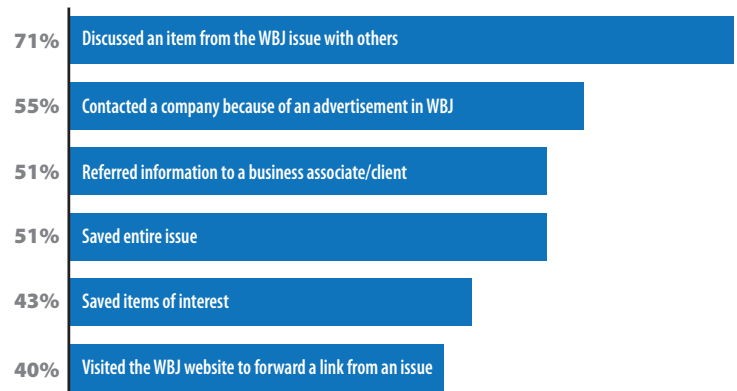 71% Discussed an item from the WBJ issue with others
55% Contacted a company because of an advertisement in WBJ
51% Referred information to a business associate/client
51% Saved entire issue
43% Saved items of interest
40% Visited the WBJ website to forward a link from an issue